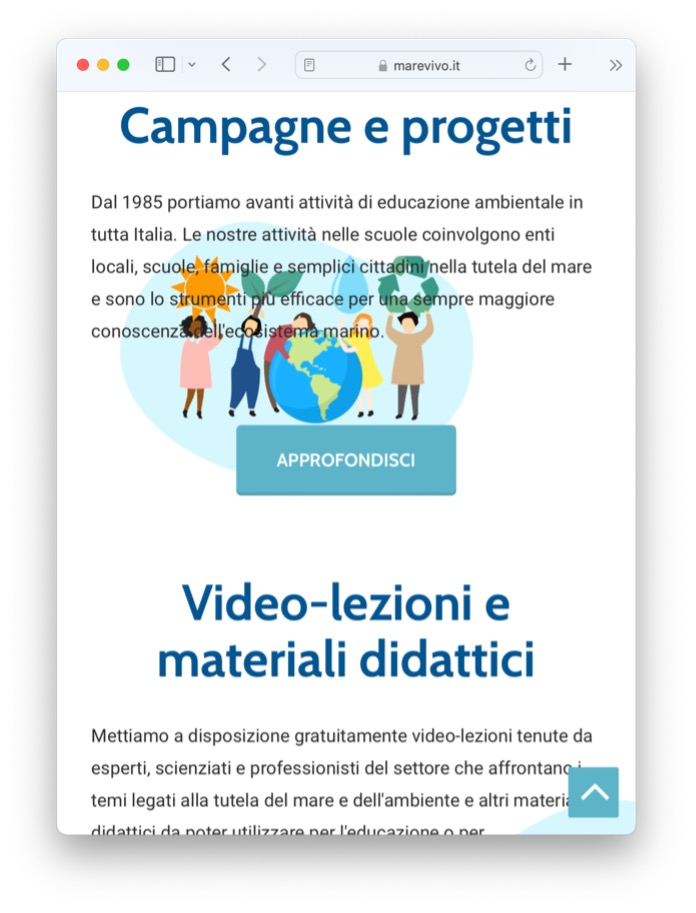 marevivo.it
Campagne e progetti
Dal 1985 portiamo avanti attività di educazione ambientale in
tutta Italia. Le nostre attività nelle scuole coinvolgono enti
locali, scuole, famiglie e semplici cittadini nella tutela del mare
e sono lo strumenti più efficace per una sempre maggiore
conoscenza dell'ecosistema marino.
APPROFONDISCI
Video-lezioni e
materiali didattici
Mettiamo a disposizione gratuitamente video-lezioni tenute da
esperti, scienziati e professionisti del settore che affrontano i
temi legati alla tutela del mare e dell'ambiente e altri materia
didattici da poter utilizzare per l'educazione o per